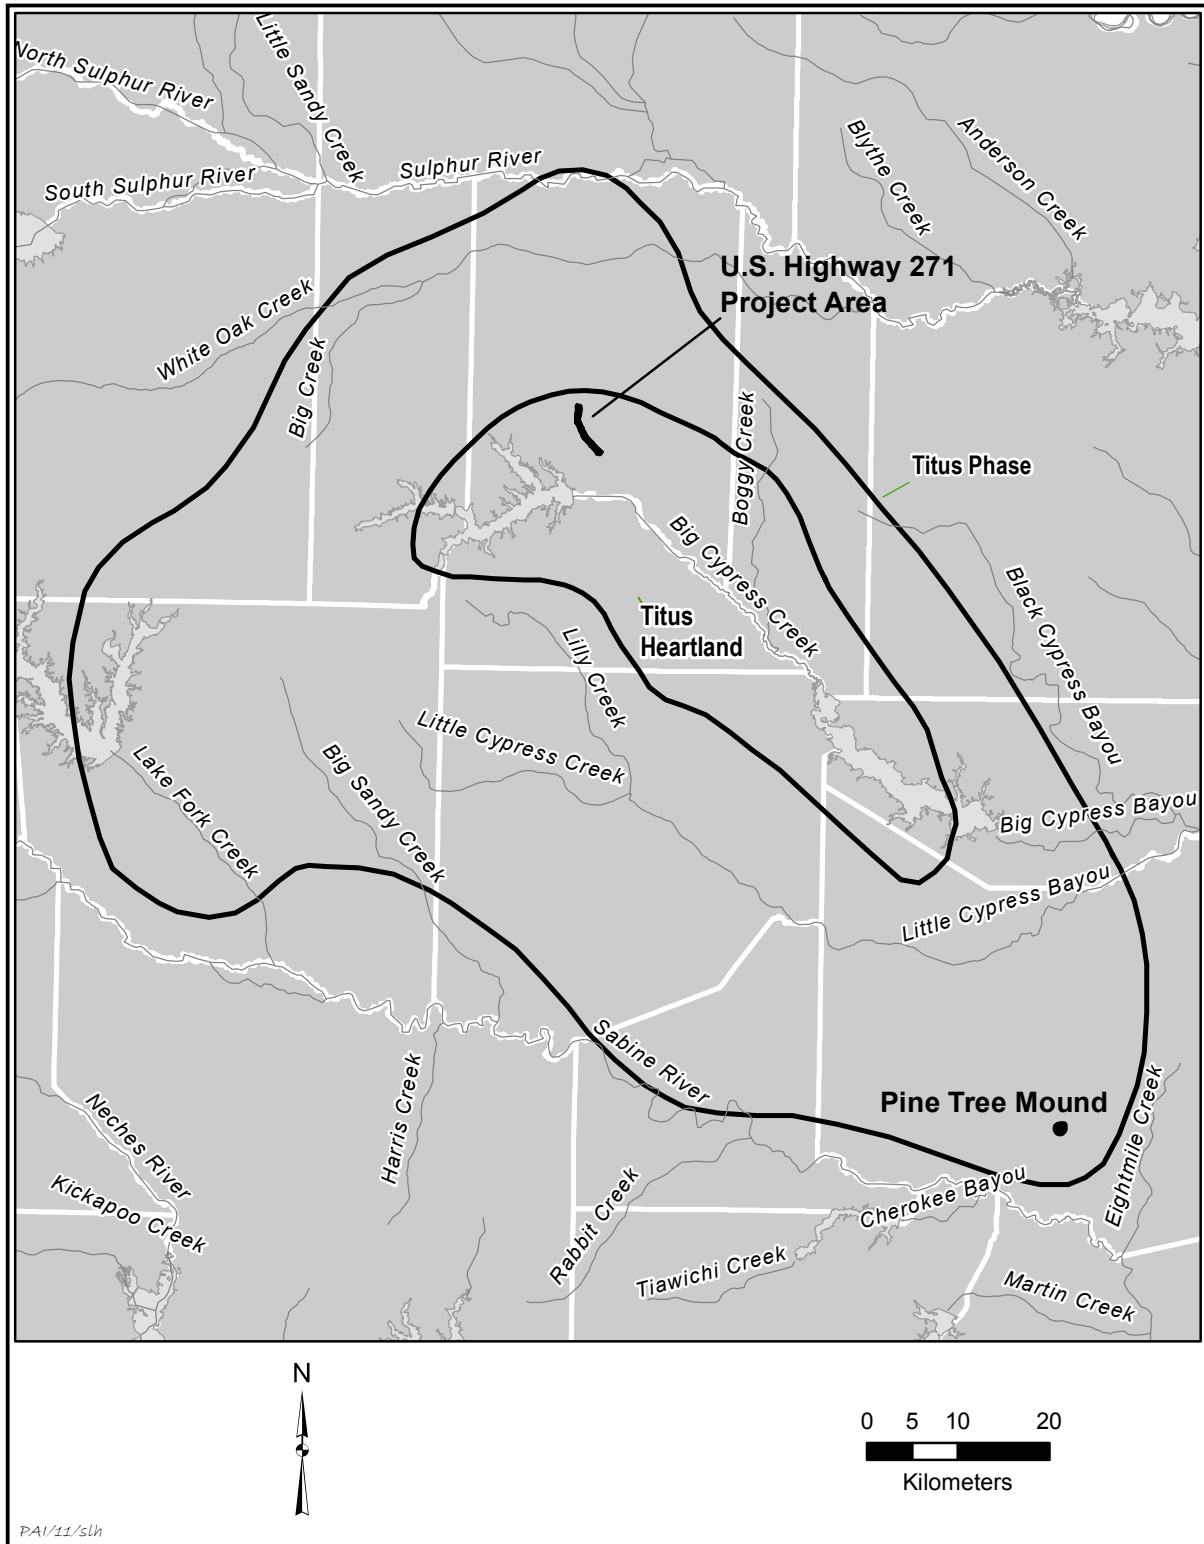 North Sulphur River
Little Sandy Creek
South Sulphur River
Sulphur River
Blythe Creek
Anderson Creek
U.S. Highway 271
Project Area
White Oak Creek
Big Creek
Boggy Creek
Titus Phase
Big Cypress Creek
Black Cypress Bayou
Titus
Heartland
Lilly Creek
Little Cypress Creek
Lake Fork Creek
Big Sandy Creek
Big Cypress Bayou
Little Cypress Bayou
Sabine River
Pine Tree Mound
Neches River
Harris Creek
Eightmile Creek
Kickapoo Creek
Rabbit Creek
Cherokee Bayou
Tiawichi Creek
Martin Creek
N
0 5 10 20
Kilometers
PAI/11/slh